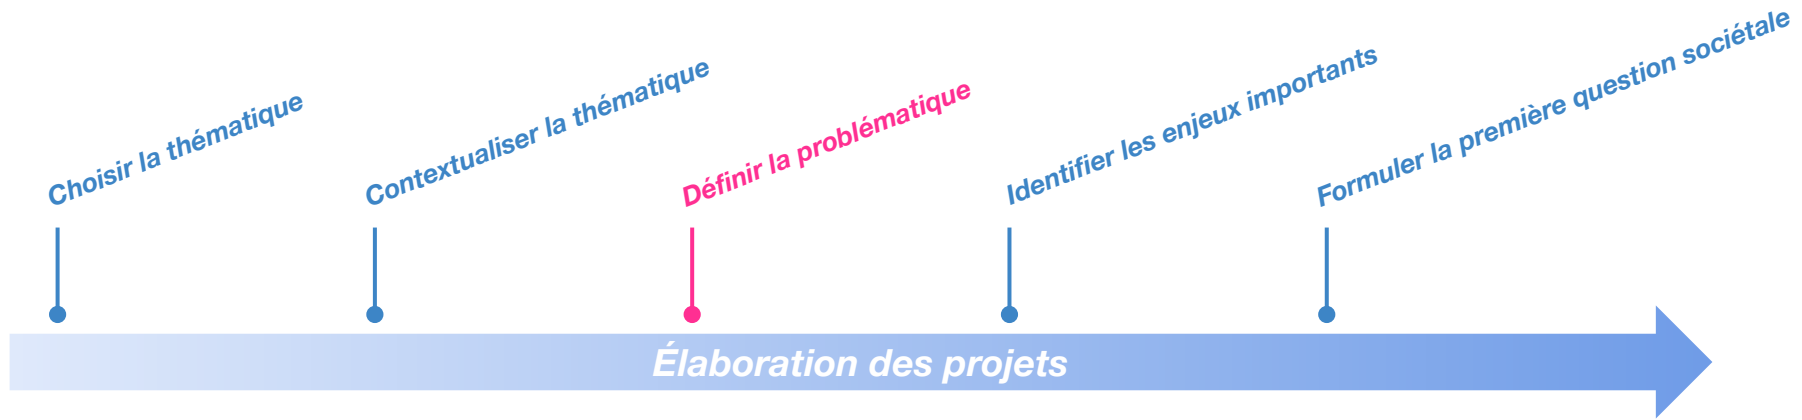 Choisir la thématique
Contextualiser la thématique
Définir la problématique
Identifier les enjeux importants
Formuler la première question sociétale
Élaboration des projets